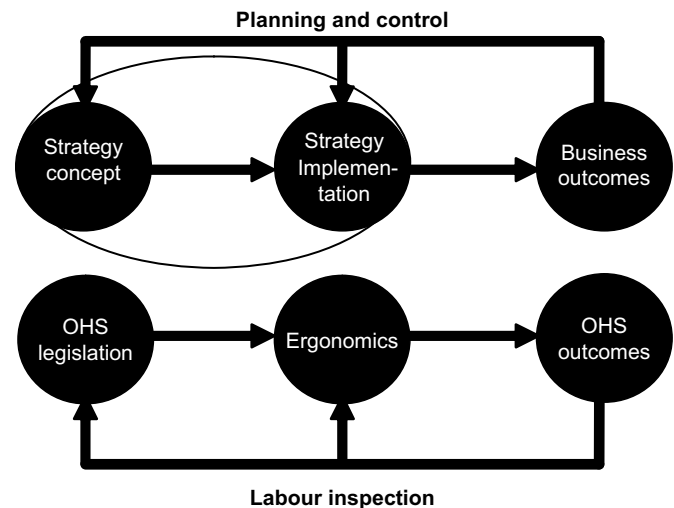 Planning and control
Strategy
concept
Strategy
Implemen-
tation
Business
outcomes
OHS
legislation
Ergonomics
OHS
outcomes
Labour inspection